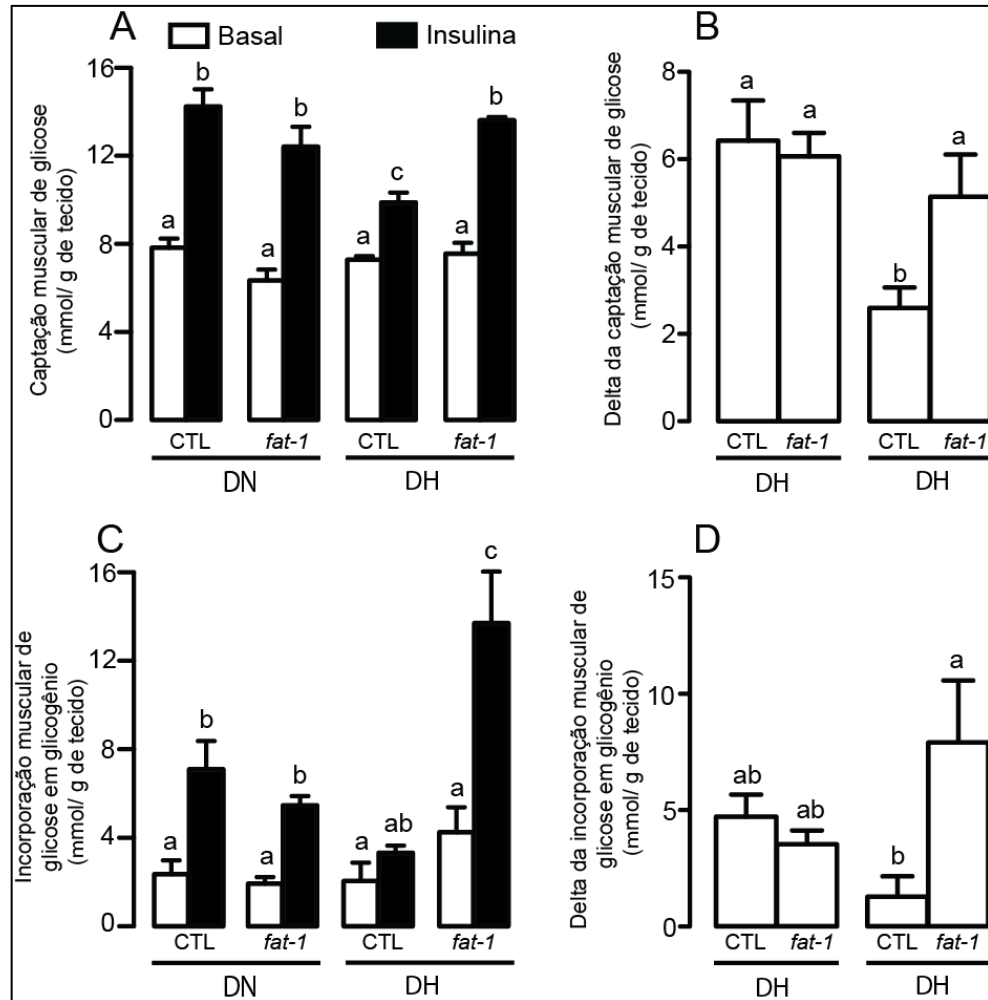 A
Basal
Insulina
Captação muscular de glicose
(mmol/ g de tecido)
16
12
8
4
0
a
b
a
b
a
c
a
b
CTL
fat-1
CTL
fat-1
DN
DH
B
Delta da captação muscular de glicose
(mmol/ g de tecido)
8
6
4
2
0
a
a
b
a
CTL
fat-1
CTL
fat-1
DH
DH
C
Incorporação muscular de
glicose em glicogênio
(mmol/ g de tecido)
16
12
8
4
0
a
b
a
b
a
ab
a
c
CTL
fat-1
CTL
fat-1
DN
DH
D
Delta da incorporação muscular de
glicose em glicogênio
(mmol/ g de tecido)
15
10
5
0
ab
ab
b
a
CTL
fat-1
CTL
fat-1
DH
DH